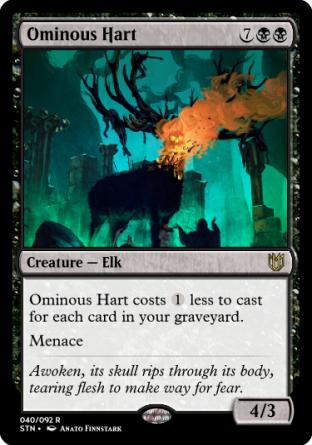 Ominous Hart 7
Creature — Elk
Ominous Hart costs 1 less to cast
for each card in your graveyard.
Menace
Awoken, its skull rips through its body,
tearing flesh to make way for fear.
4/3
040/092 R
STN • Anato Finnstark